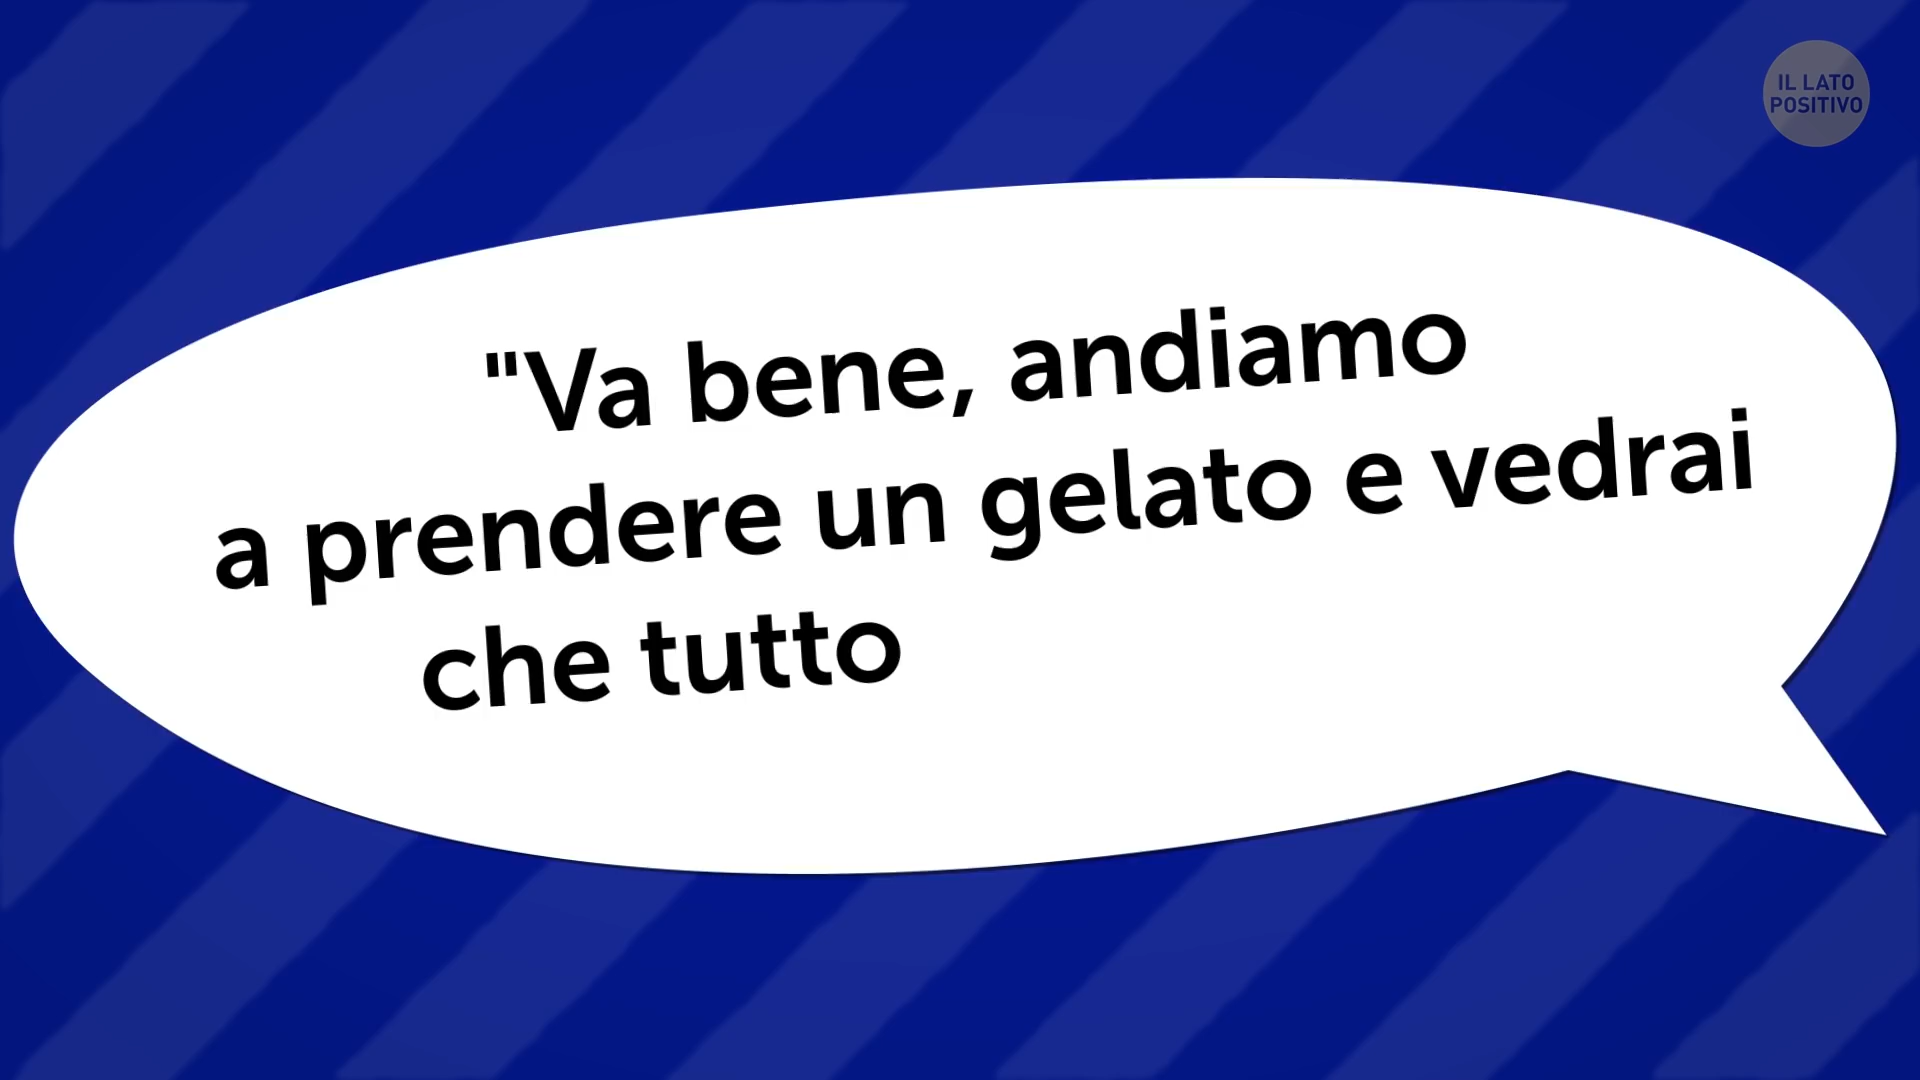 IL LATO
POSITIVO
"Va bene, andiamo
a prendere un gelato e vedrai
che tutto